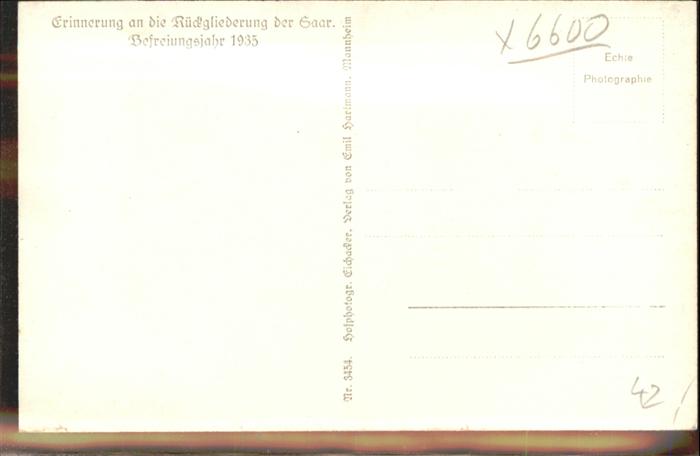 Erinnerung an die Rückgliederung der Saar.
Befreiungsjahr 1935
Nr. 3454. Hofphotogr. Eichacker. Verlag von Emil Hartmann. Mannheim
x 6600
Echte
Photographie
42 /